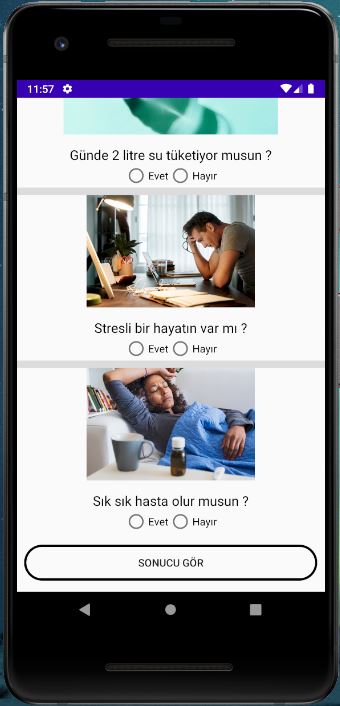 11:57
Günde 2 litre su tüketiyor musun ?
Evet Hayır
Stresli bir hayatın var mı ?
Evet Hayır
Sık sık hasta olur musun ?
Evet Hayır
SONUCU GÖR